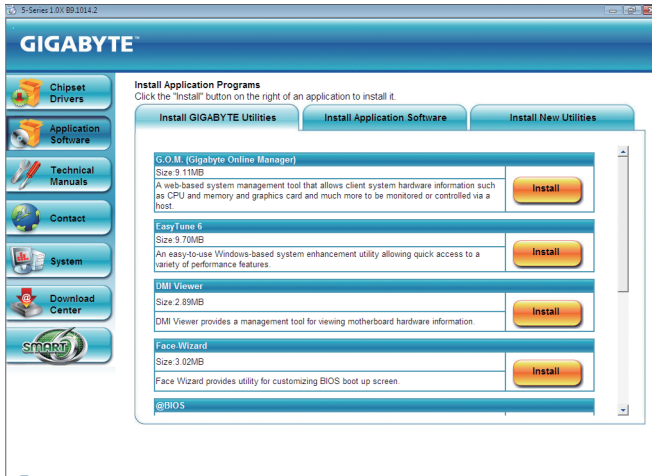 5-Series 1.0X B9.1014.2
GIGABYTE™
Chipset
Drivers
Application
Software
Technical
Manuals
Contact
System
Download
Center
SMART
Install Application Programs
Click the "Install" button on the right of an application to install it.
Install GIGABYTE Utilities
Install Application Software
Install New Utilities
G.O.M. (Gigabyte Online Manager)
Size:9.11MB
A web-based system management tool that allows client system hardware information such
as CPU and memory and graphics card and much more to be monitored or controlled via a
host.
Install
EasyTune 6
Size:9.70MB
An easy-to-use Windows-based system enhancement utility allowing quick access to a
variety of performance features.
Install
DMI Viewer
Size:2.89MB
DMI Viewer provides a management tool for viewing motherboard hardware information.
Install
Face-Wizard
Size:3.02MB
Face Wizard provides utility for customizing BIOS boot up screen.
Install
@BIOS